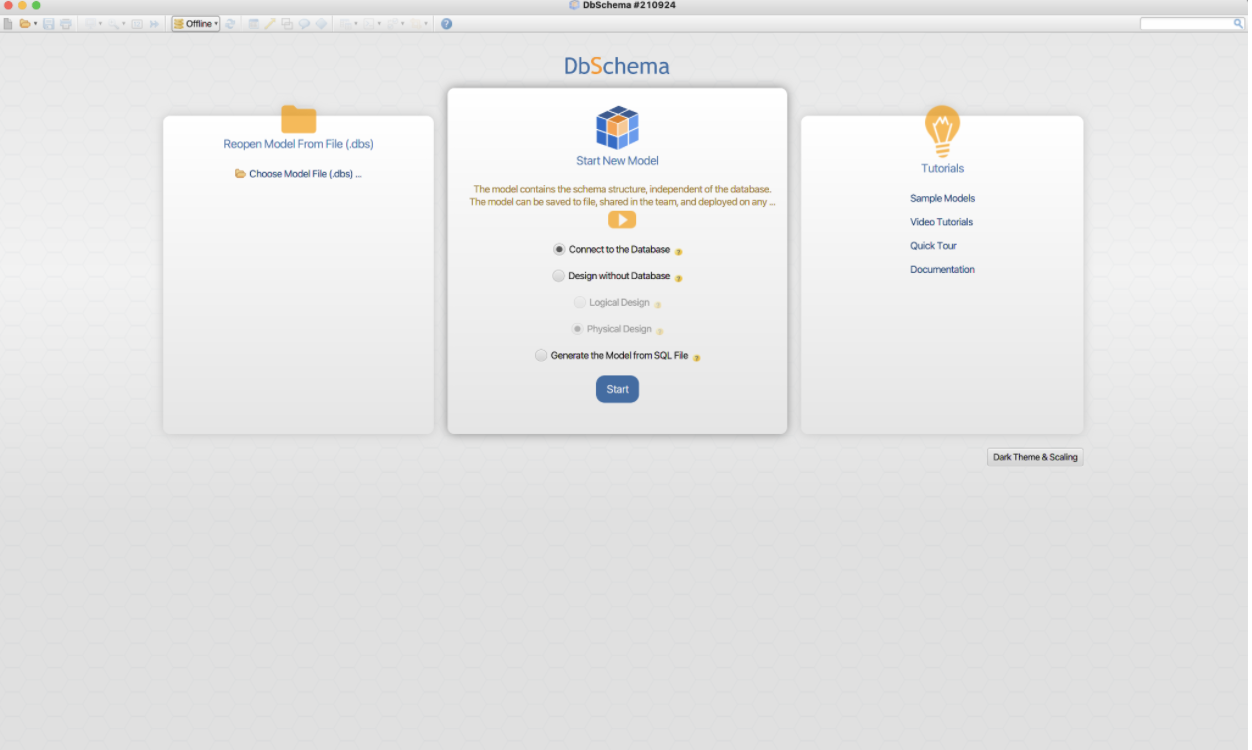 DbSchema #210924
Offline
DbSchema
Reopen Model From File (.dbs)
Choose Model File (.dbs) ...
Start New Model
The model contains the schema structure, independent of the database.
The model can be saved to file, shared in the team, and deployed on any ...
Connect to the Database
Design without Database
Logical Design
Physical Design
Generate the Model from SQL File
Start
Tutorials
Sample Models
Video Tutorials
Quick Tour
Documentation
Dark Theme & Scaling